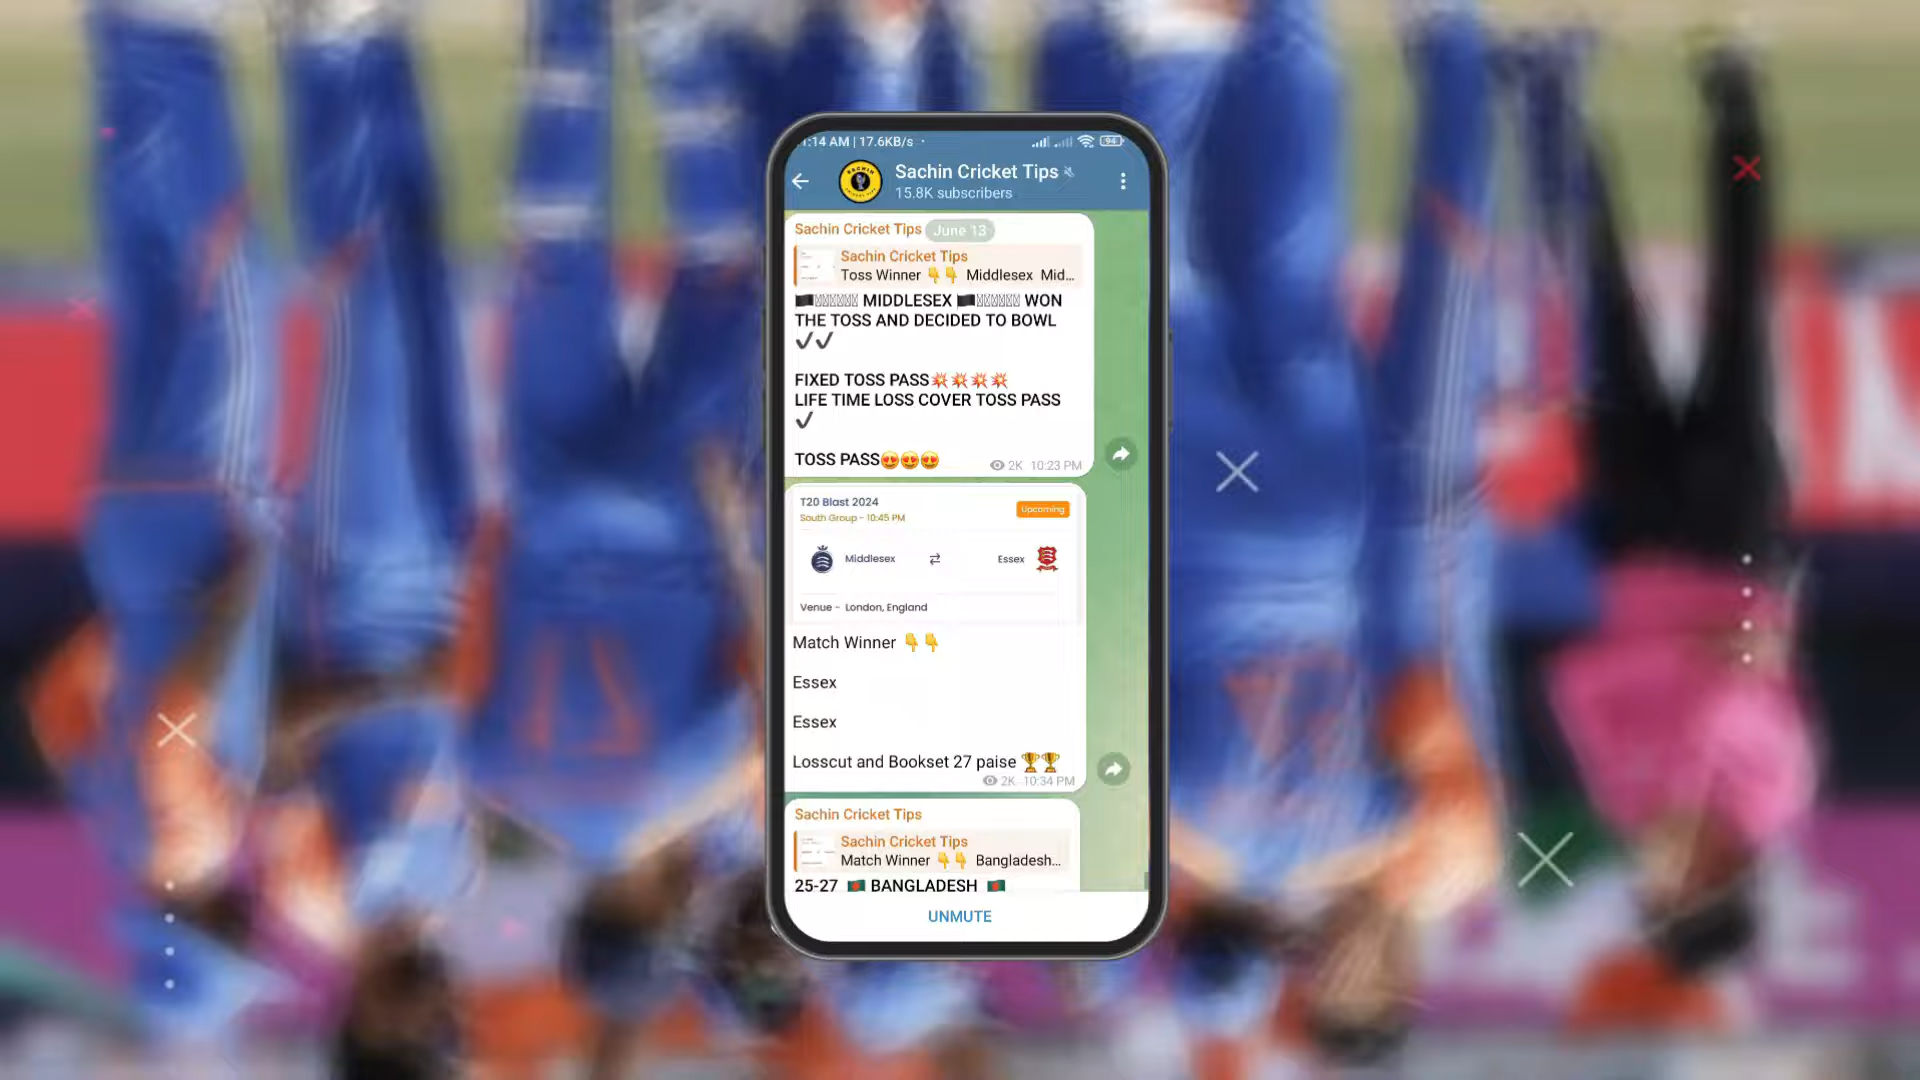 1:14 AM | 17.6KB/s ·
94
Sachin Cricket Tips
15.8K subscribers
Sachin Cricket Tips
June 13
Sachin Cricket Tips
Toss Winner 👇👇 Middlesex Mid...
🏴 MIDDLESEX 🏴 WON
THE TOSS AND DECIDED TO BOWL
✔✔
FIXED TOSS PASS💥💥💥💥
LIFE TIME LOSS COVER TOSS PASS
✔
TOSS PASS😍😍😍
2K 10:23 PM
T20 Blast 2024
South Group - 10:45 PM
Upcoming
Middlesex
Essex
Venue - London, England
Match Winner 👇👇
Essex
Essex
Losscut and Bookset 27 paise 🏆🏆
2K 10:34 PM
Sachin Cricket Tips
Sachin Cricket Tips
Match Winner 👇👇 Bangladesh...
25-27 🇧🇩 BANGLADESH 🇧🇩
UNMUTE